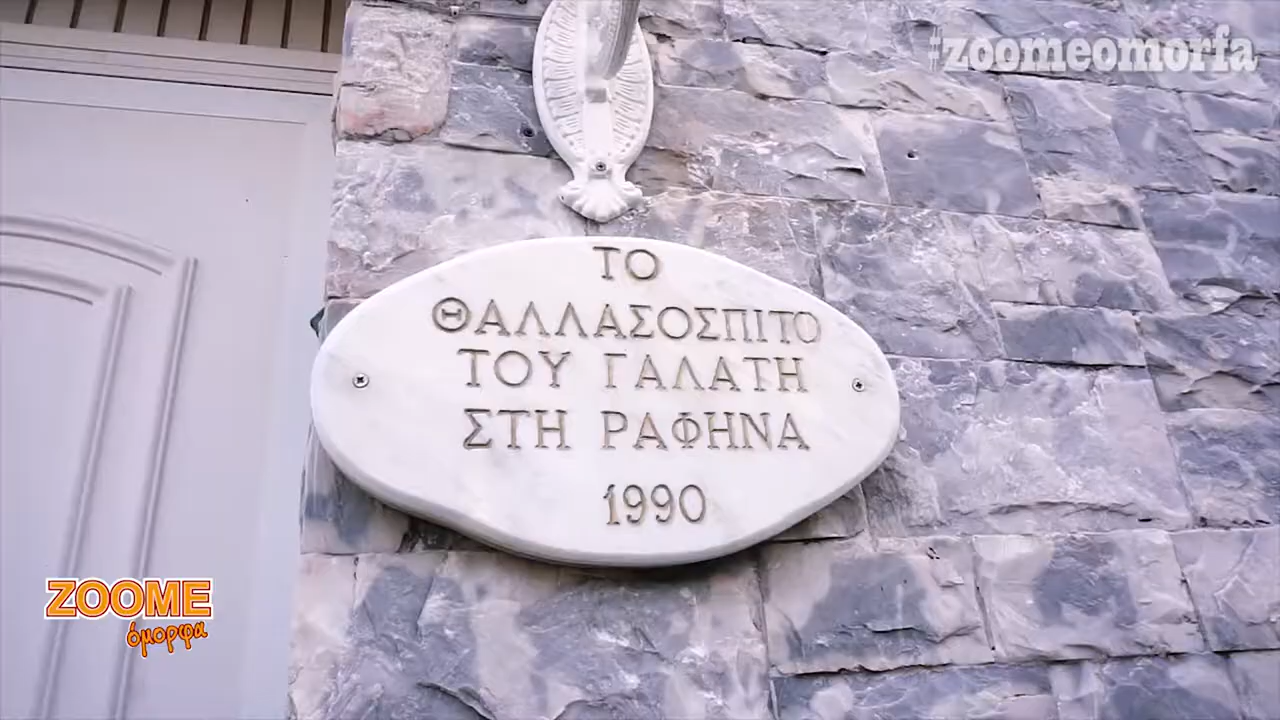 #zoomeomorfa
ΤΟ
ΘΑΛΛΑΣΟΣΠΙΤΟ
ΤΟΥ ΓΑΛΑΤΗ
ΣΤΗ ΡΑΦΗΝΑ
1990
ZOOME
όμορφα